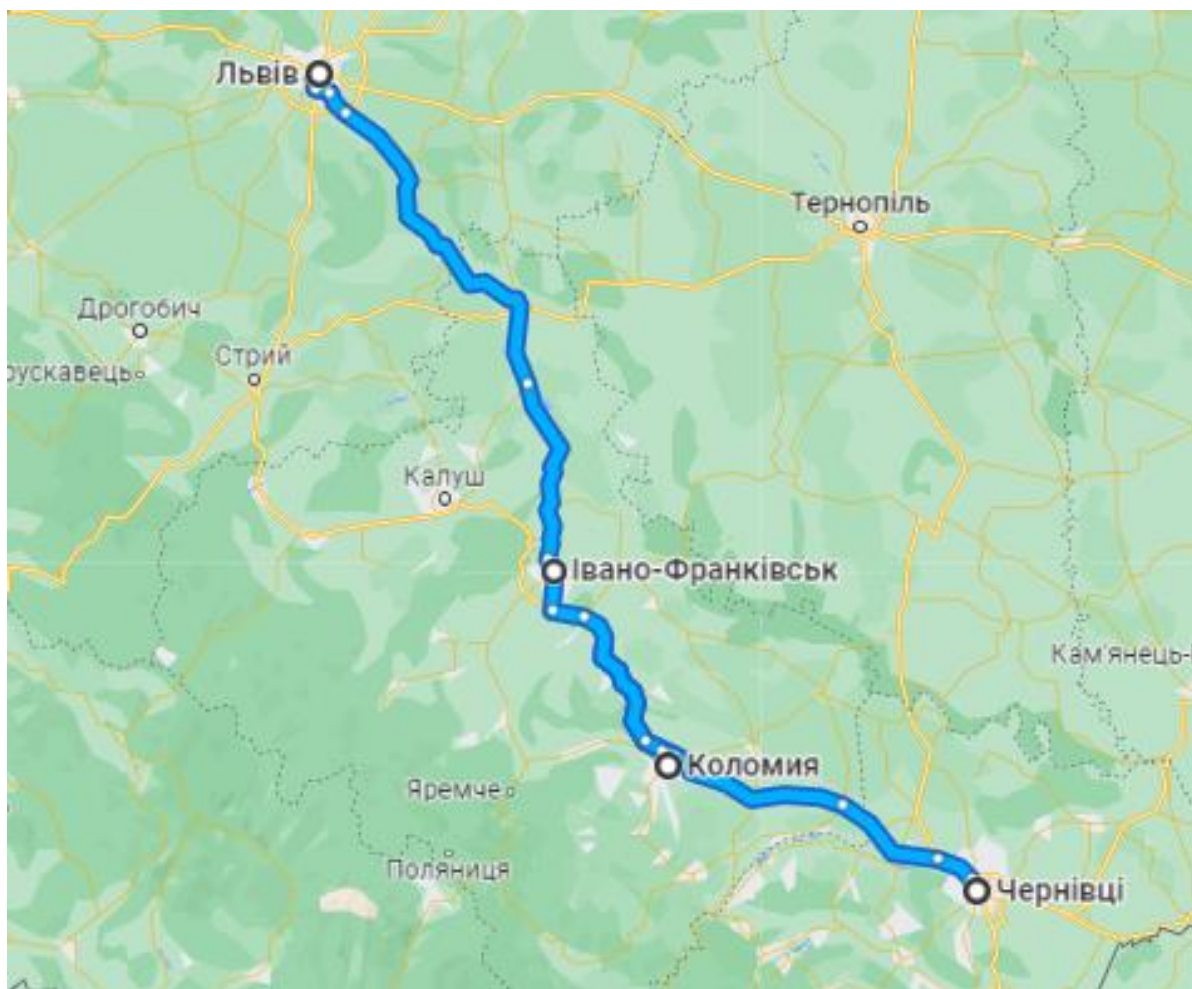 Львів
Тернопіль
Дрогобич
Стрий
рускавець
Калуш
Івано-Франківськ
Кам'янець-
Коломия
Яремче
Поляниця
Чернівці